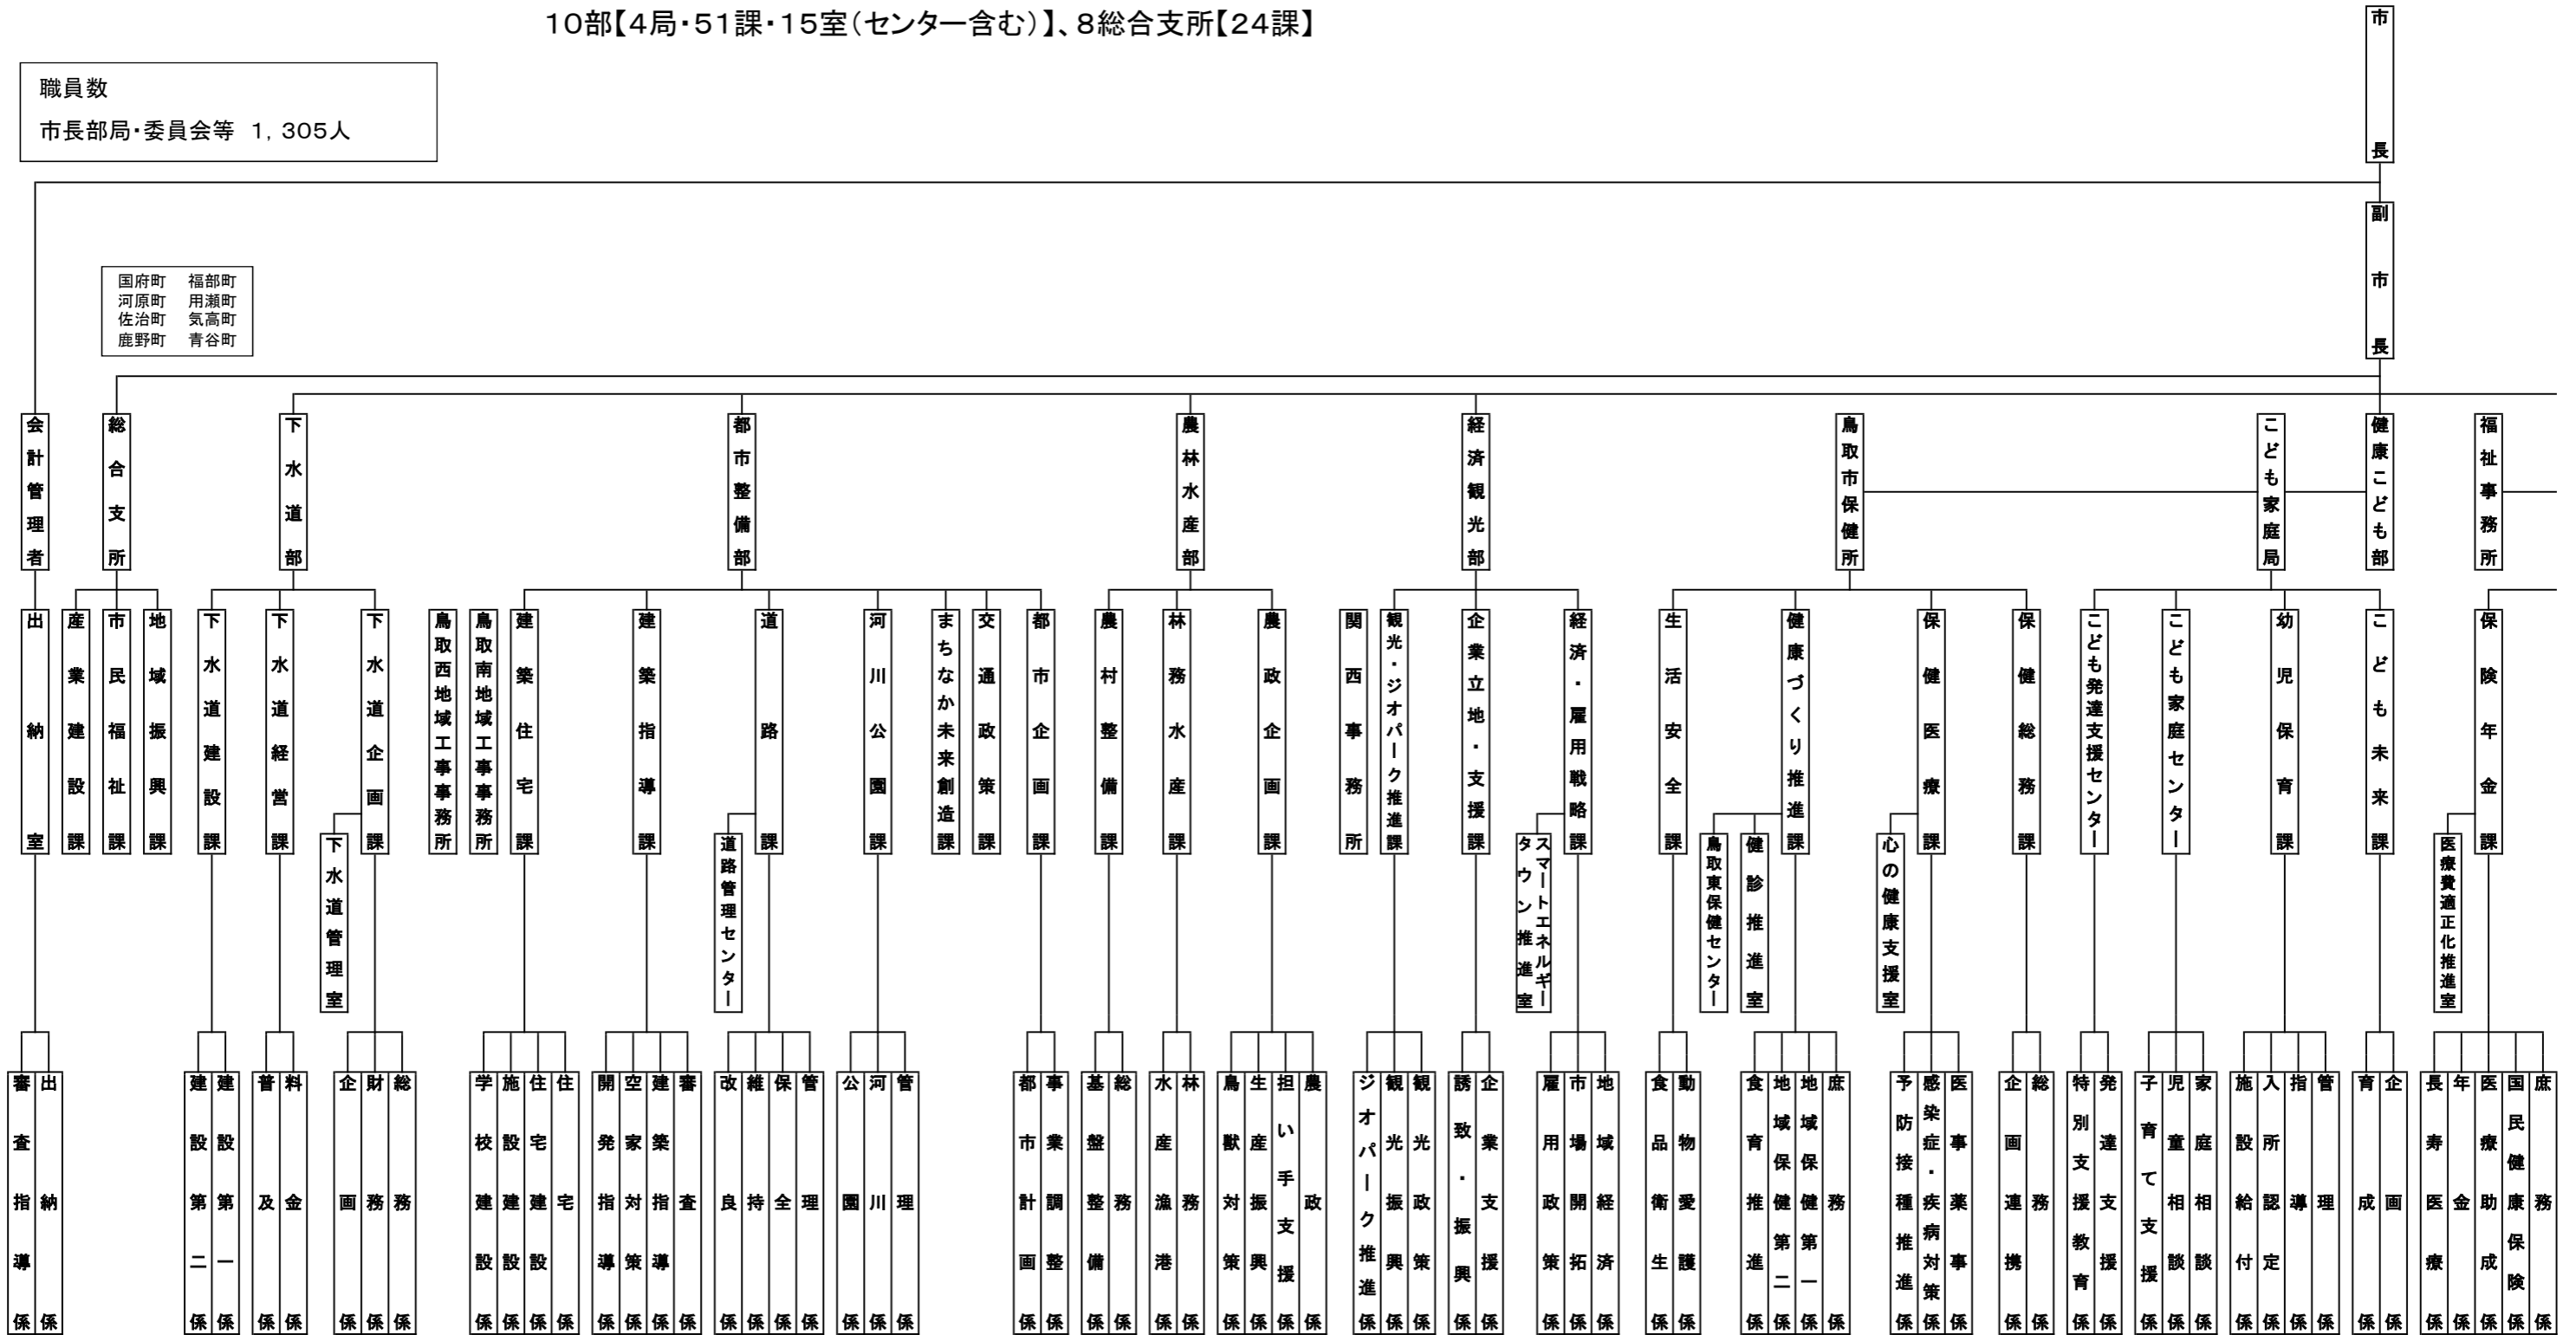 10部【4局・51課・15室(センター含む)】、8総合支所【24課】
職員数
市長部局・委員会等 1，305人
市長
副市長
国府町 福部町
河原町 用瀬町
佐治町 気高町
鹿野町 青谷町
会計管理者
総合支所
下水道部
都市整備部
農林水産部
経済観光部
鳥取市保健所
こども家庭局
健康こども部
福祉事務所
出納室
産業建設課
市民福祉課
地域振興課
下水道建設課
下水道経営課
下水道企画課
鳥取西地域工事事務所
鳥取南地域工事事務所
建築住宅課
建築指導課
道路課
河川公園課
まちなか未来創造課
交通政策課
都市企画課
農村整備課
林務水産課
農政企画課
関西事務所
観光・ジオパーク推進課
企業立地・支援課
経済・雇用戦略課
生活安全課
健康づくり推進課
保健医療課
保健総務課
こども発達支援センター
こども家庭センター
幼児保育課
こども未来課
保険年金課
下水道管理室
道路管理センター
スマートエネルギー
タウン推進室
鳥取東保健センター
健診推進室
心の健康支援室
医療費適正化推進室
審査指導係
出納係
建設第二係
建設第一係
普及係
料金係
企画係
財務係
総務係
学校建設係
施設建設係
住宅建設係
住宅係
開発指導係
空家対策係
建築指導係
審査係
改良係
維持係
保全係
管理係
公園係
河川係
管理係
都市計画係
事業調整係
基盤整備係
総務係
水産漁港係
林務係
鳥獣対策係
生産振興係
担い手支援係
農政係
ジオパーク推進係
観光振興係
観光政策係
誘致・振興係
企業支援係
雇用政策係
市場開拓係
地域経済係
食品衛生係
動物愛護係
食育推進係
地域保健第二係
地域保健第一係
庶務係
予防接種推進係
感染症・疾病対策係
医事薬事係
企画連携係
総務係
特別支援教育係
発達支援係
子育て支援係
児童相談係
家庭相談係
施設給付係
入所認定係
指導係
管理係
育成係
企画係
長寿医療係
年金係
医療助成係
国民健康保険係
庶務係